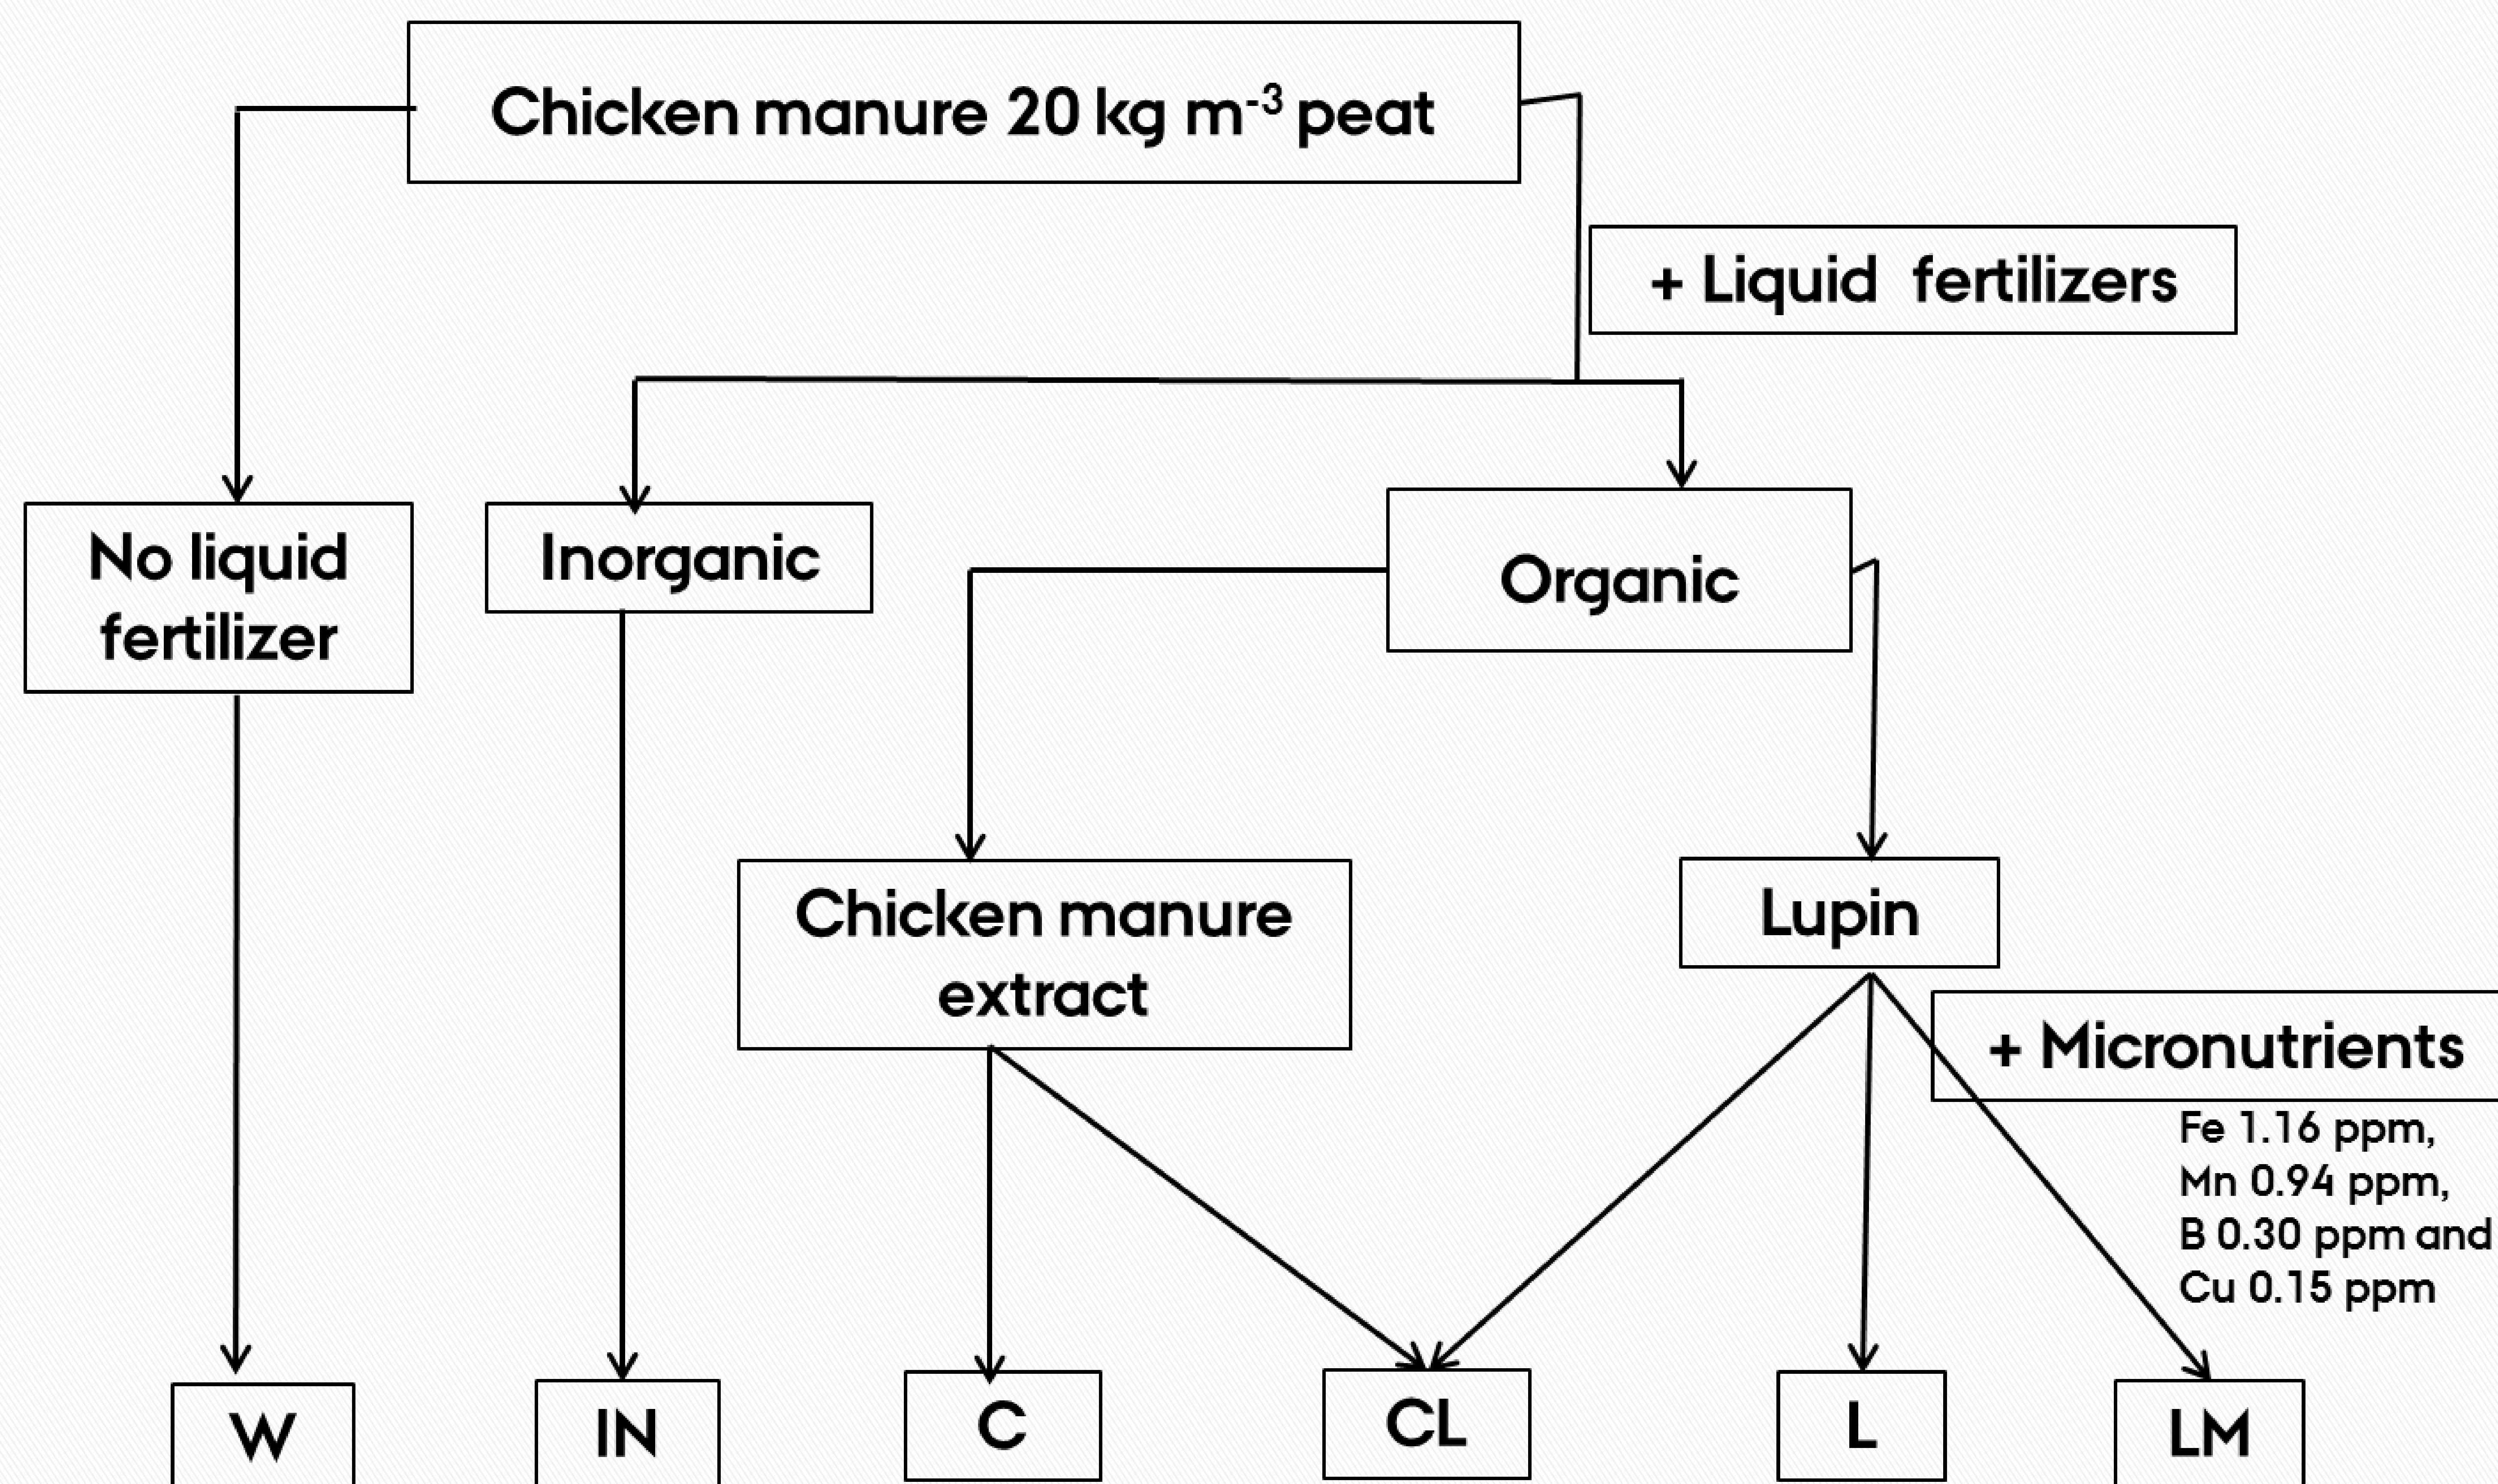 Chicken manure 20 kg m⁻³ peat
+ Liquid fertilizers
No liquid
fertilizer
Inorganic
Organic
Chicken manure
extract
Lupin
+ Micronutrients
Fe 1.16 ppm,
Mn 0.94 ppm,
B 0.30 ppm and
Cu 0.15 ppm
W
IN
C
CL
L
LM